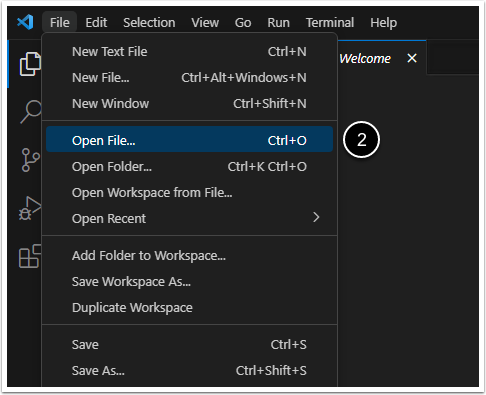 File Edit Selection View Go Run Terminal Help
Welcome
New Text File Ctrl+N
New File... Ctrl+Alt+Windows+N
New Window Ctrl+Shift+N
Open File... Ctrl+O
2
Open Folder... Ctrl+K Ctrl+O
Open Workspace from File...
Open Recent
Add Folder to Workspace...
Save Workspace As...
Duplicate Workspace
Save Ctrl+S
Save As... Ctrl+Shift+S